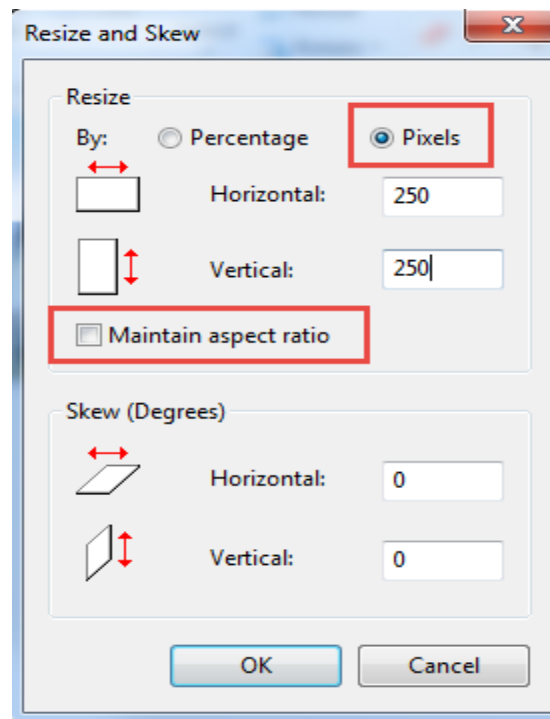 Resize and Skew
Resize
By: Percentage Pixels
Horizontal: 250
Vertical: 250
Maintain aspect ratio
Skew (Degrees)
Horizontal: 0
Vertical: 0
OK Cancel